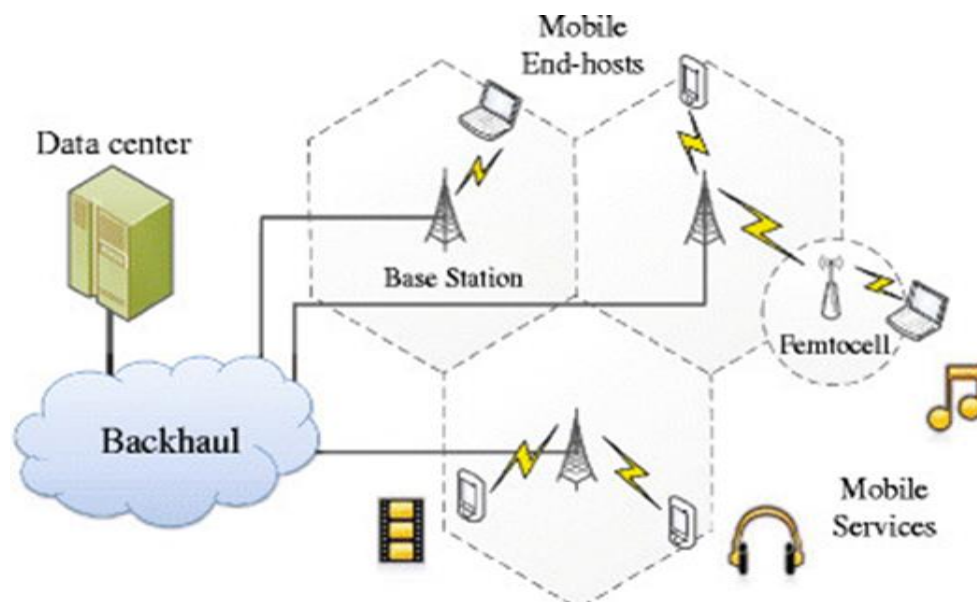 Mobile
End-hosts
Data center
Base Station
Femtocell
Backhaul
Mobile
Services